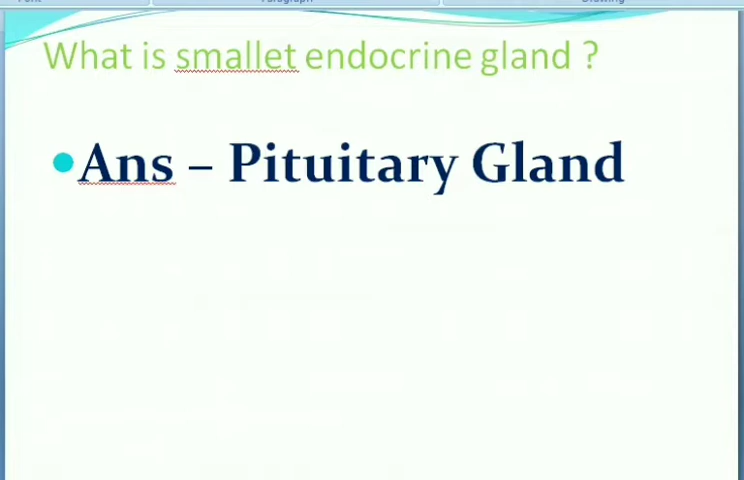 What is smallet endocrine gland ?
Ans – Pituitary Gland